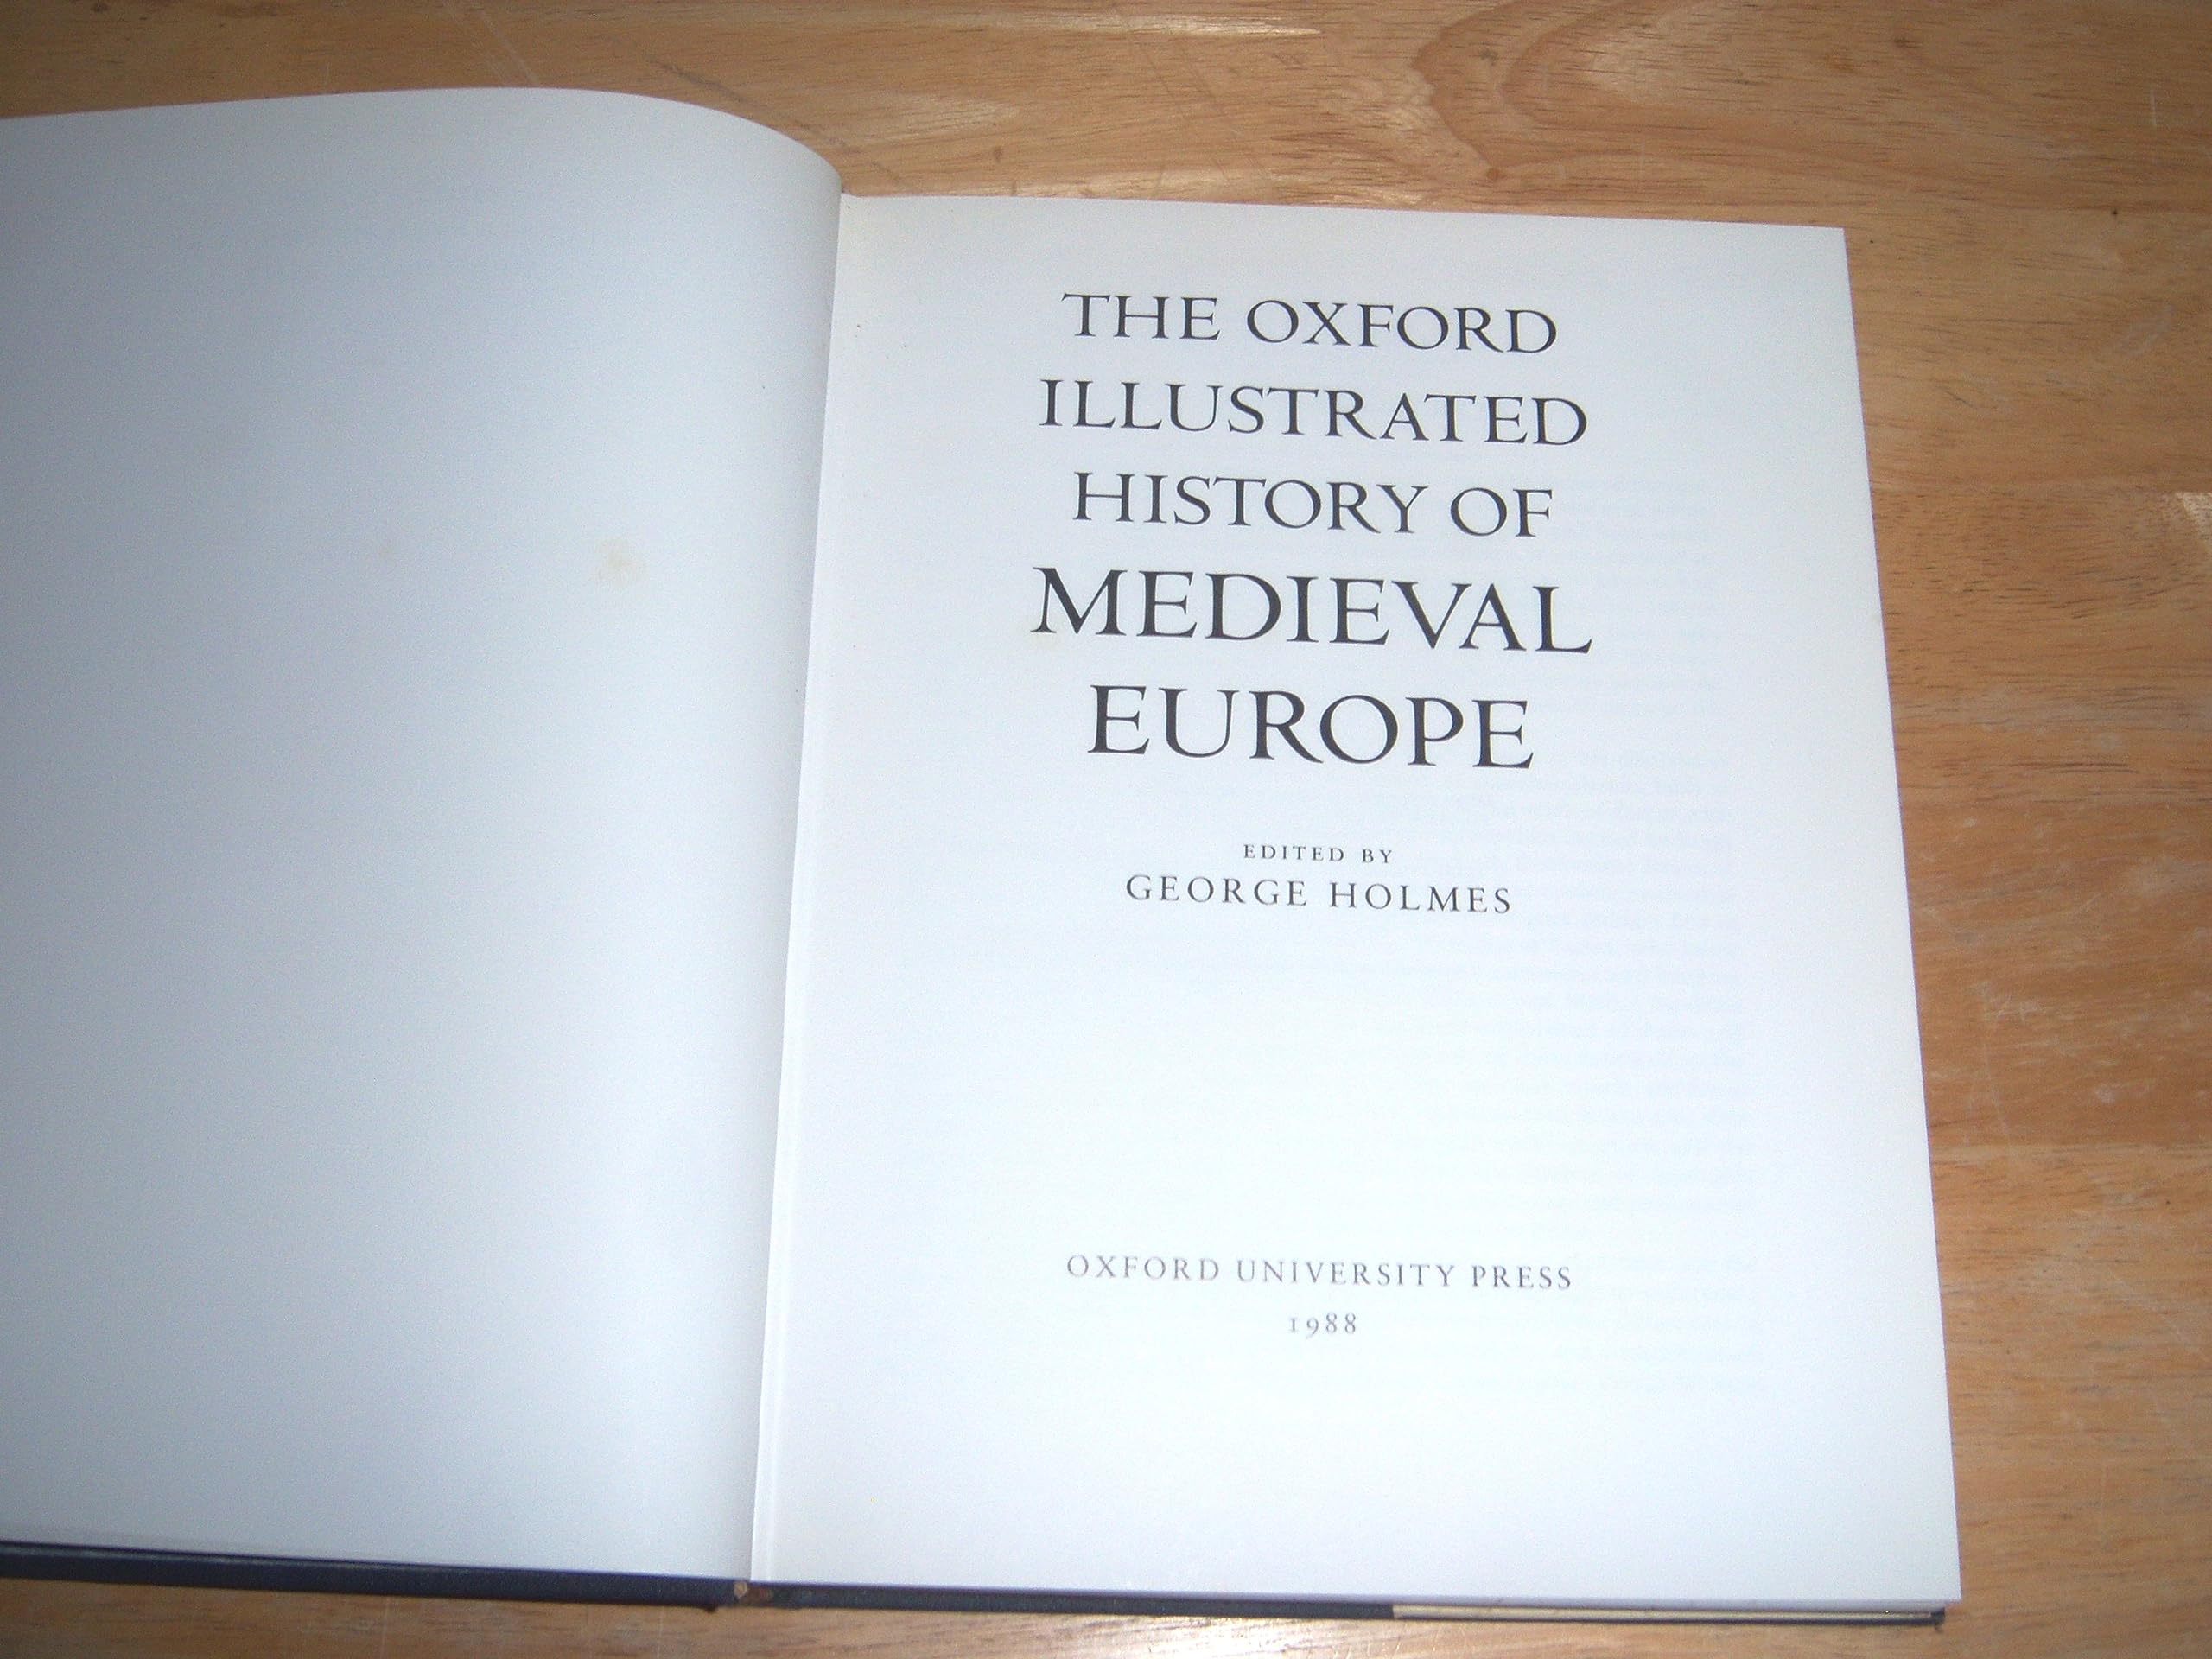 THE OXFORD
ILLUSTRATED
HISTORY OF
MEDIEVAL
EUROPE
EDITED BY
GEORGE HOLMES
OXFORD UNIVERSITY PRESS
1988